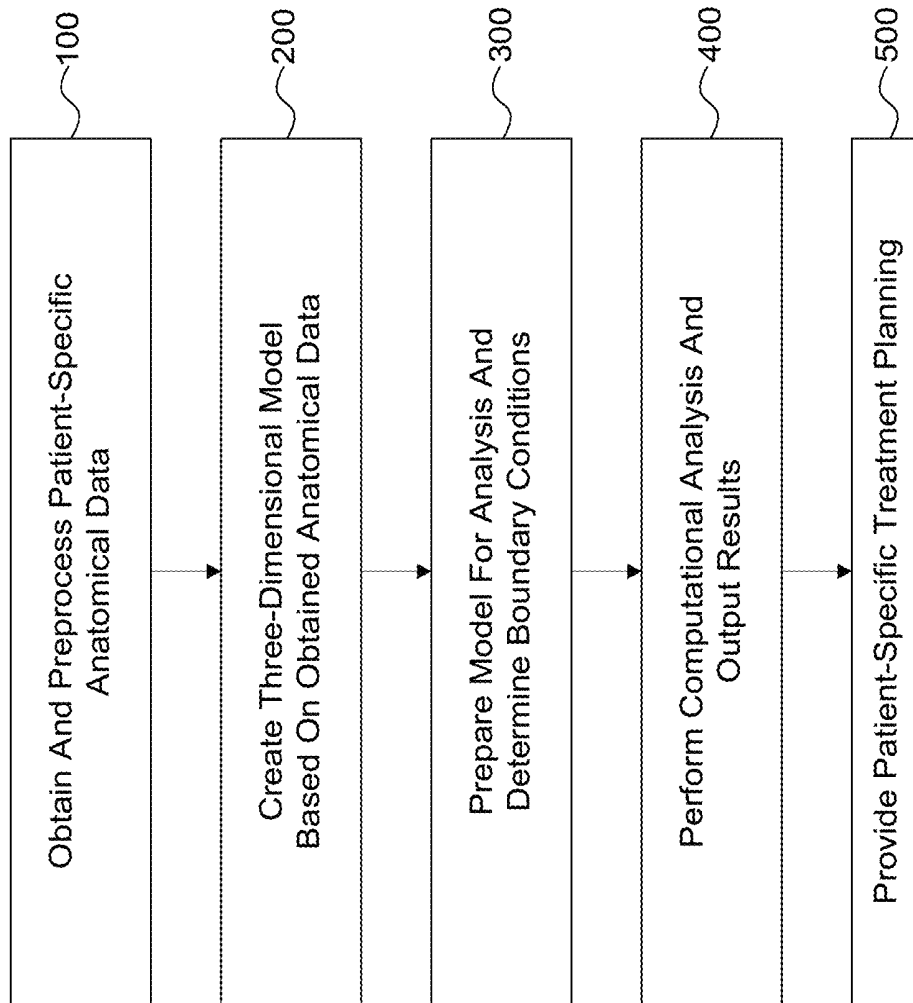 Obtain And Preprocess Patient-Specific
Anatomical Data
100
Create Three-Dimensional Model
Based On Obtained Anatomical Data
200
Prepare Model For Analysis And
Determine Boundary Conditions
300
Perform Computational Analysis And
Output Results
400
Provide Patient-Specific Treatment Planning
500